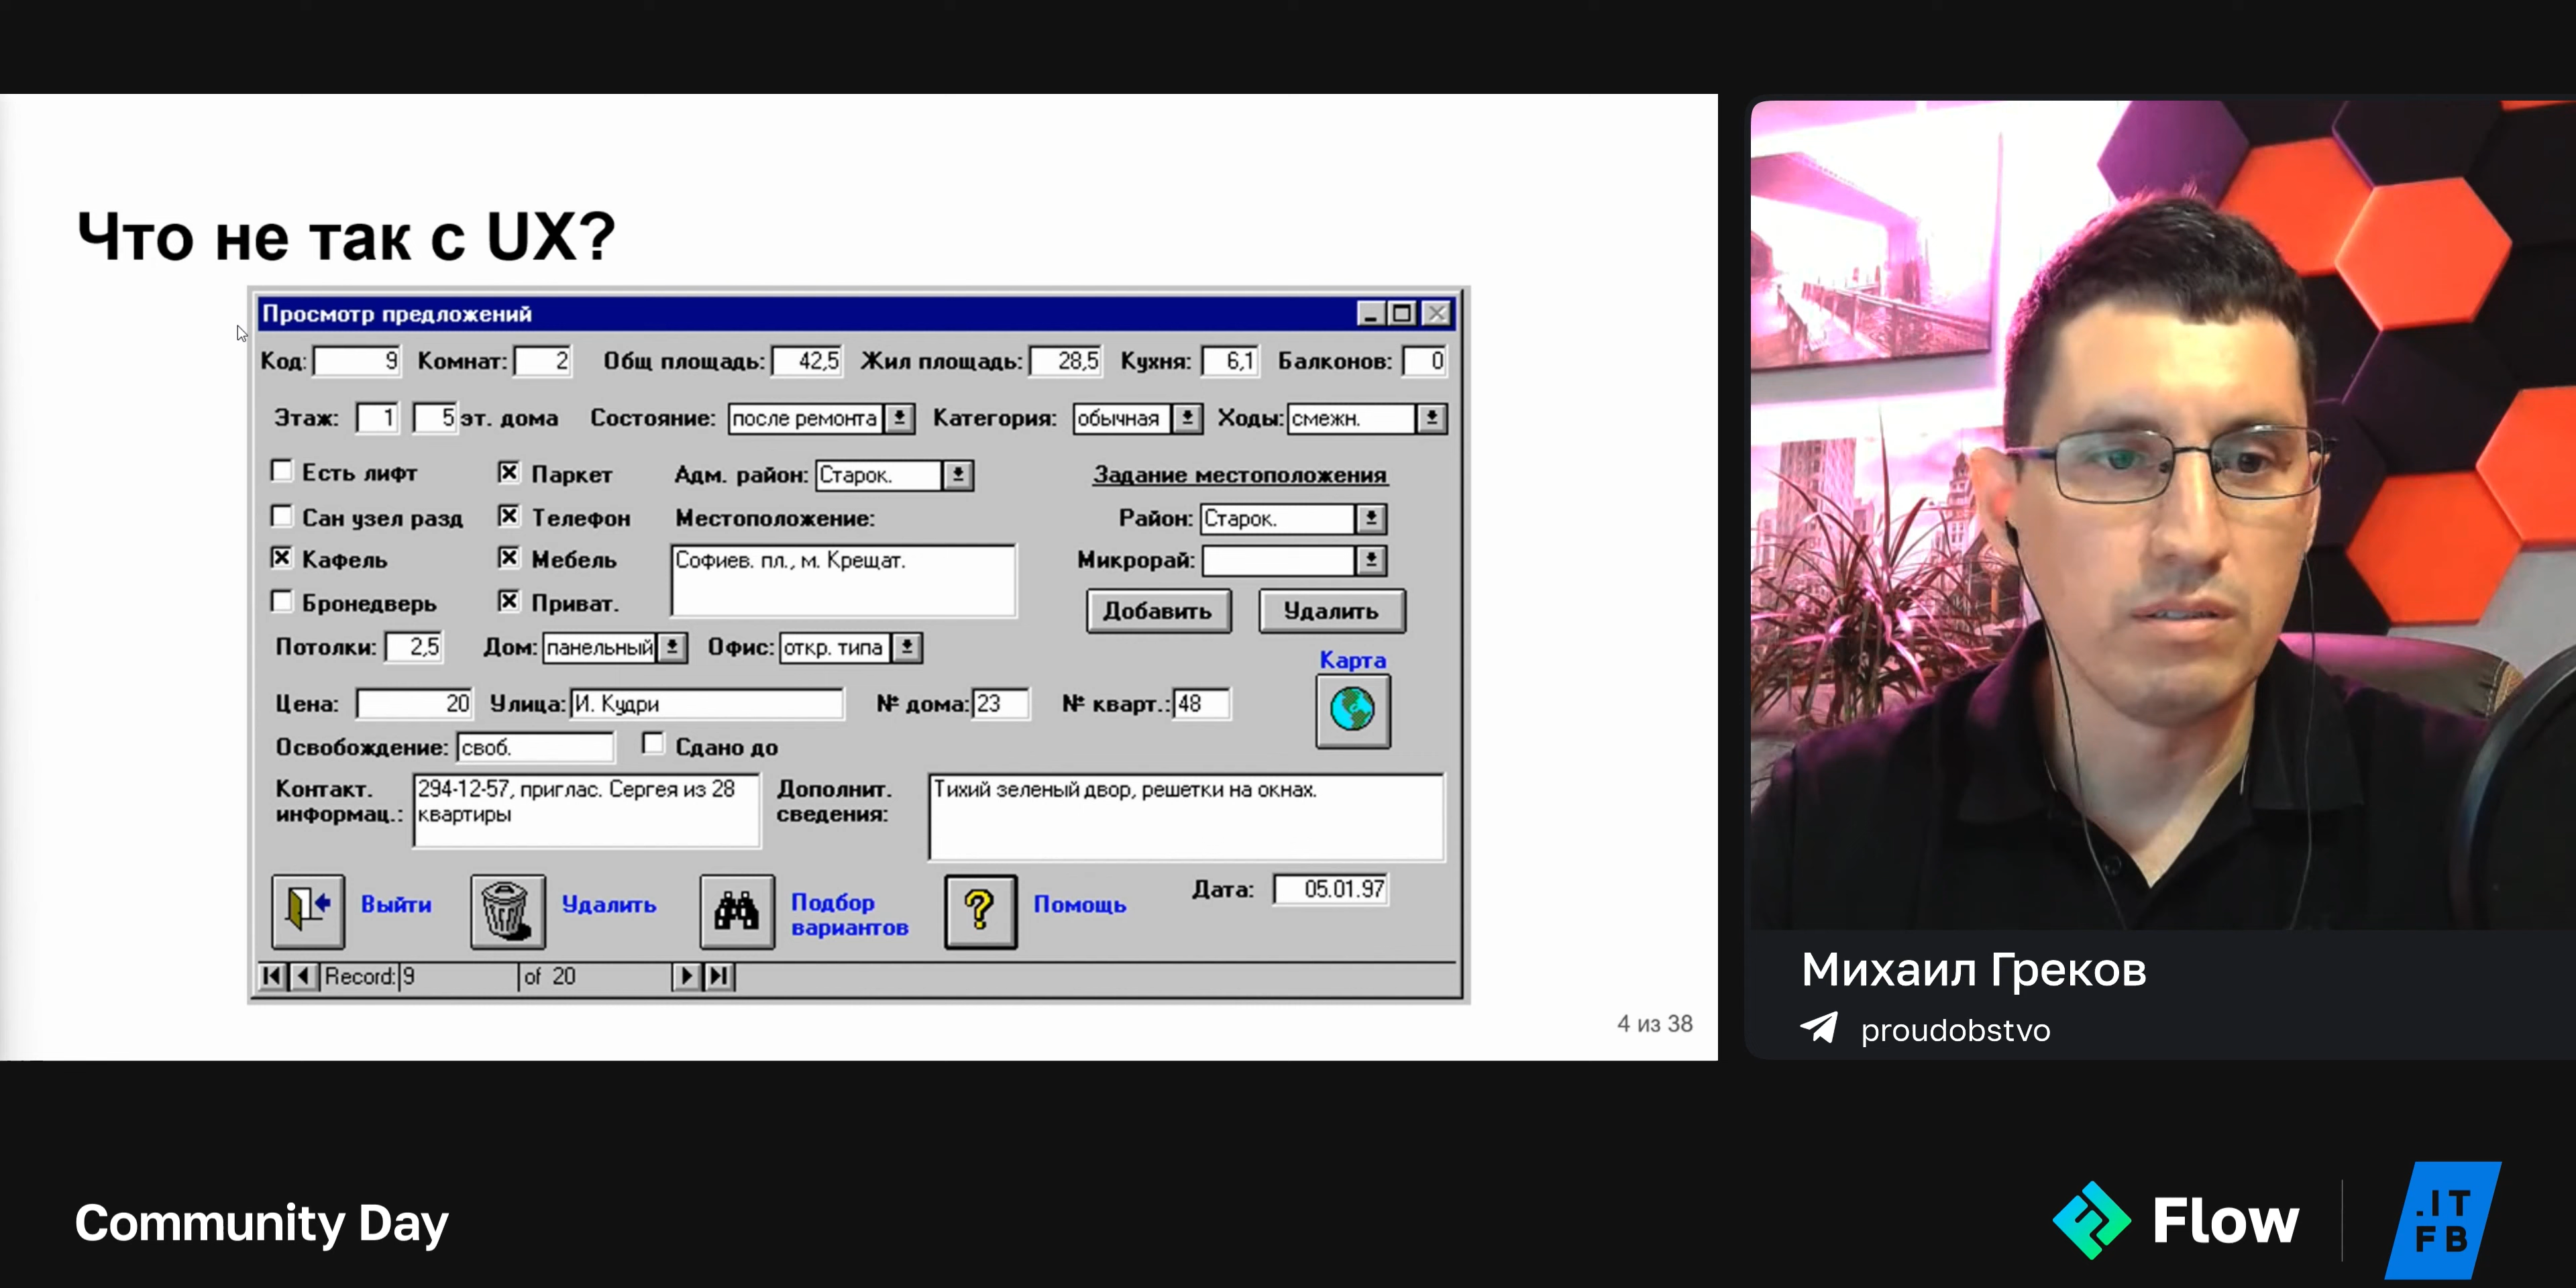 Что не так с UX?
Просмотр предложений
Код: 9 Комнат: 2 Общ площадь: 42,5 Жил площадь: 28,5 Кухня: 6,1 Балконов: 0
Этаж: 1 5 эт. дома Состояние: после ремонта Категория: обычная Ходы: смежн.
Есть лифт Паркет Адм. район: Старок. Задание местоположения
Сан узел разд Телефон Местоположение: Район: Старок.
Кафель Мебель Софиев. пл., м. Крещат. Микрорай:
Бронедверь Приват. Добавить Удалить
Потолки: 2,5 Дом: панельный Офис: откр. типа
Карта
Цена: 20 Улица: И. Кудри № дома: 23 № кварт.: 48
Освобождение: своб. Сдано до
Контакт. информац.: 294-12-57, приглас. Сергея из 28
квартиры
Дополнит. сведения: Тихий зеленый двор, решетки на окнах.
Выйти Удалить Подбор вариантов Помощь Дата: 05.01.97
Record: 9 of 20
4 из 38
Михаил Греков
proudobstvo
Community Day
Flow
.IT
FB